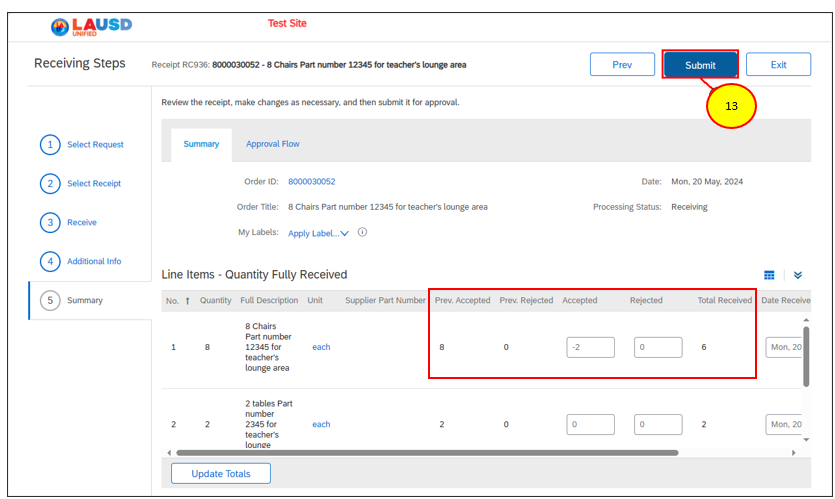 LAUSD
UNIFIED
Test Site
Receiving Steps
Receipt RC936: 8000030052 - 8 Chairs Part number 12345 for teacher's lounge area
Prev
Submit
Exit
13
Review the receipt, make changes as necessary, and then submit it for approval.
1 Select Request
2 Select Receipt
3 Receive
4 Additional Info
5 Summary
Summary Approval Flow
Order ID: 8000030052
Date: Mon, 20 May, 2024
Order Title: 8 Chairs Part number 12345 for teacher's lounge area
Processing Status: Receiving
My Labels: Apply Label...
Line Items - Quantity Fully Received
No. ↑ Quantity Full Description Unit Supplier Part Number Prev. Accepted Prev. Rejected Accepted Rejected Total Received Date Receive
8 Chairs
Part number
1 8 12345 for each 8 0 -2 0 6 Mon, 20
teacher's
lounge area
2 tables Part
number
2 2 2345 for each 2 0 0 0 2 Mon, 20
teacher's
lounge
Update Totals